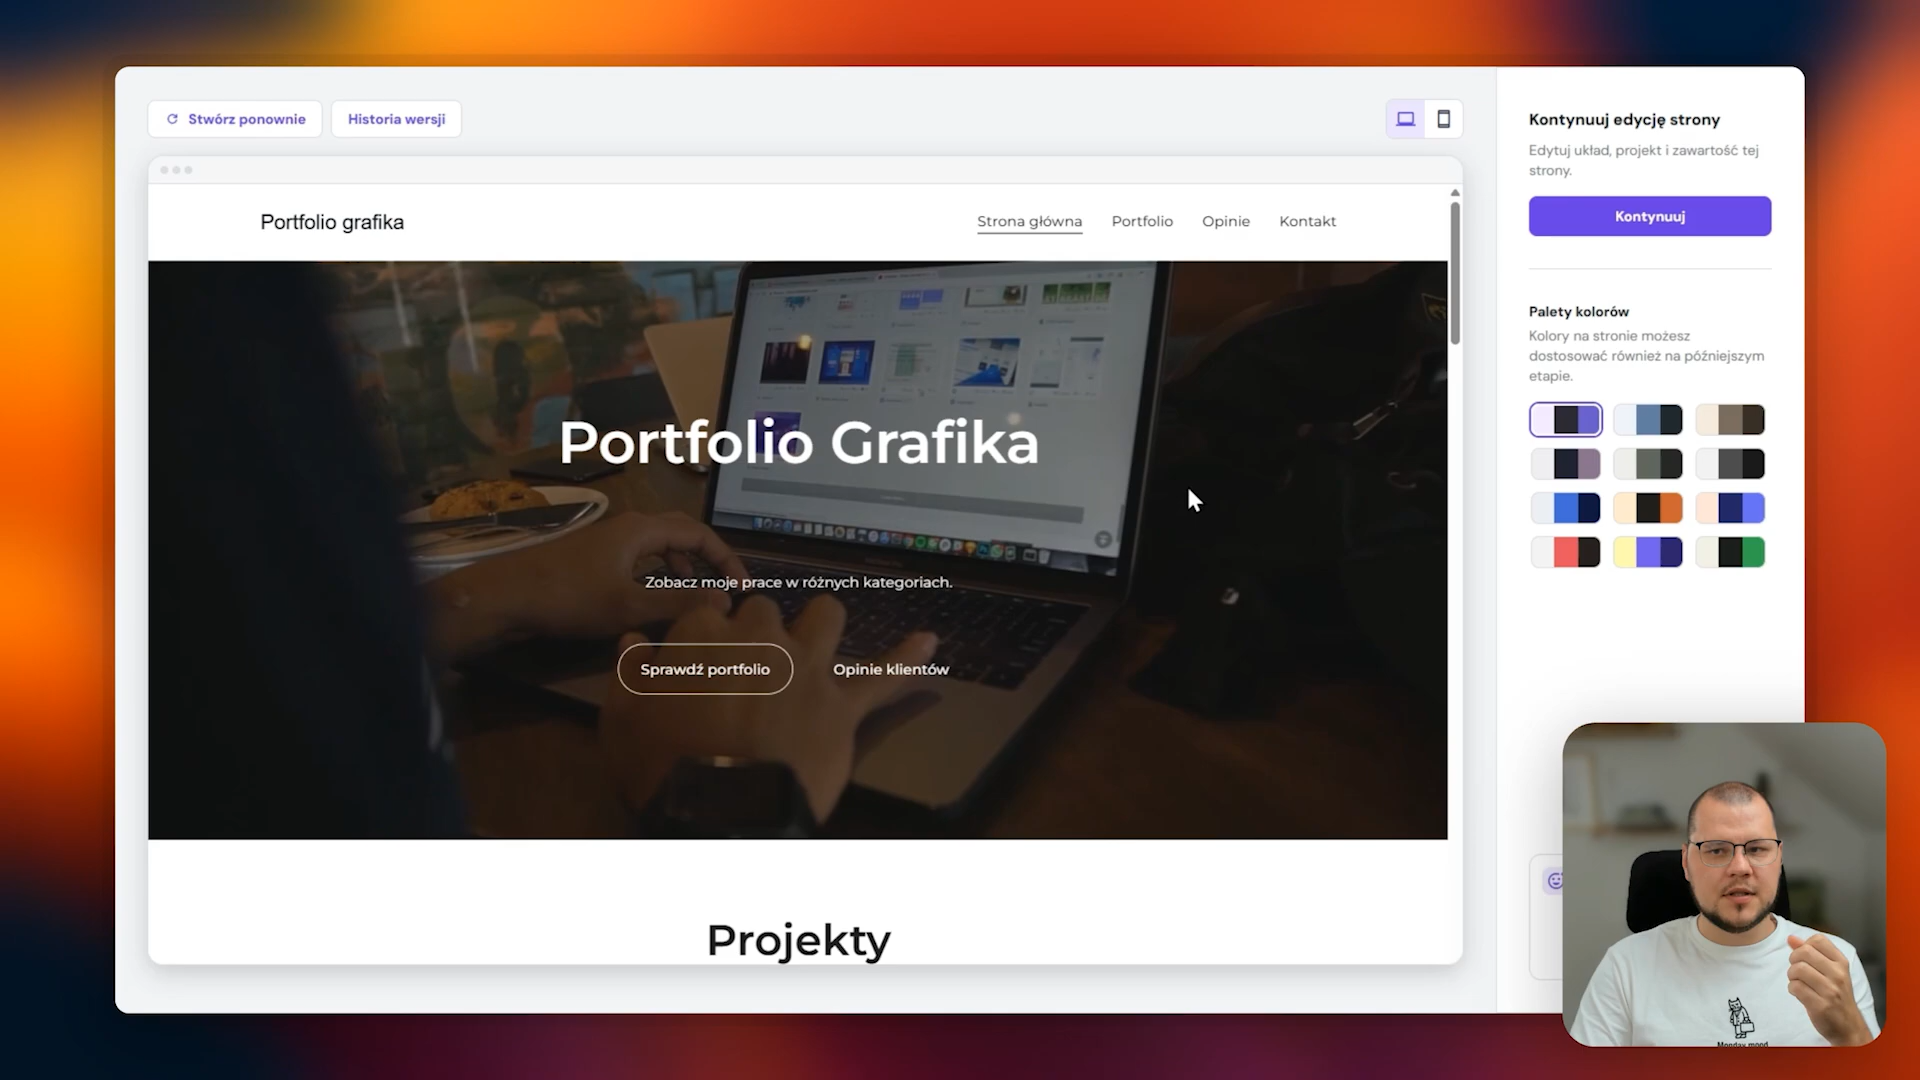 Stwórz ponownie
Historia wersji
Portfolio grafika
Strona główna
Portfolio
Opinie
Kontakt
Portfolio Grafika
Zobacz moje prace w różnych kategoriach.
Sprawdź portfolio
Opinie klientów
Projekty
Kontynuuj edycję strony
Edytuj układ, projekt i zawartość tej
strony.
Kontynuuj
Palety kolorów
Kolory na stronie możesz
dostosować również na późniejszym
etapie.
Monday mood